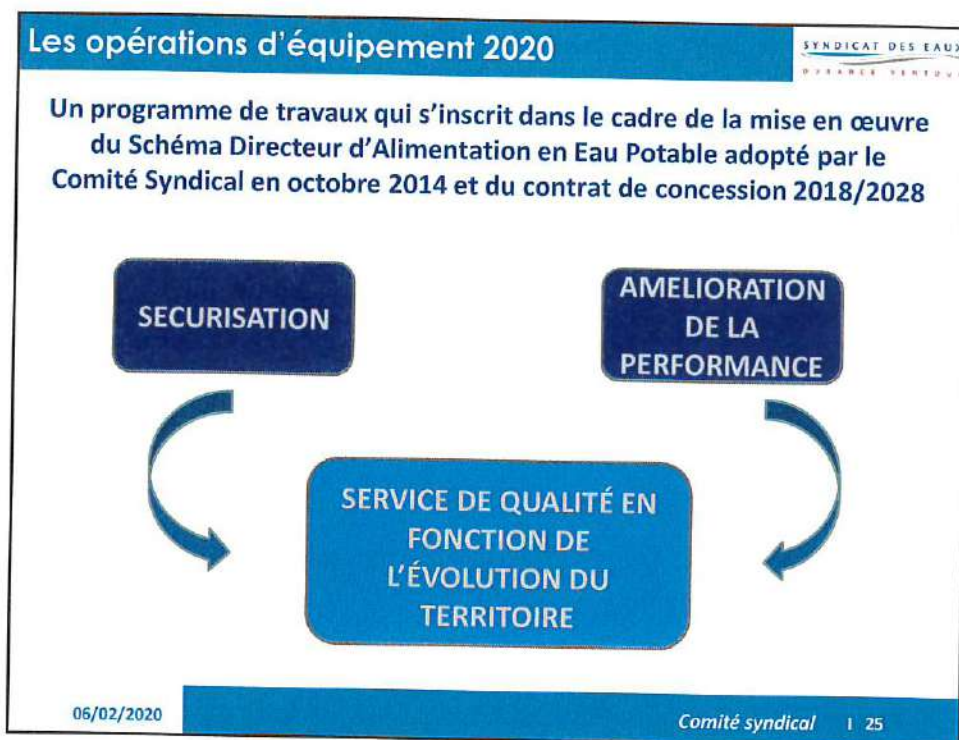 Les opérations d'équipement 2020
SYNDICAT DES EAUX
DURANCE VENTOUX
Un programme de travaux qui s'inscrit dans le cadre de la mise en œuvre
du Schéma Directeur d'Alimentation en Eau Potable adopté par le
Comité Syndical en octobre 2014 et du contrat de concession 2018/2028
SECURISATION
AMELIORATION
DE LA
PERFORMANCE
SERVICE DE QUALITÉ EN
FONCTION DE
L'ÉVOLUTION DU
TERRITOIRE
06/02/2020
Comité syndical I 25